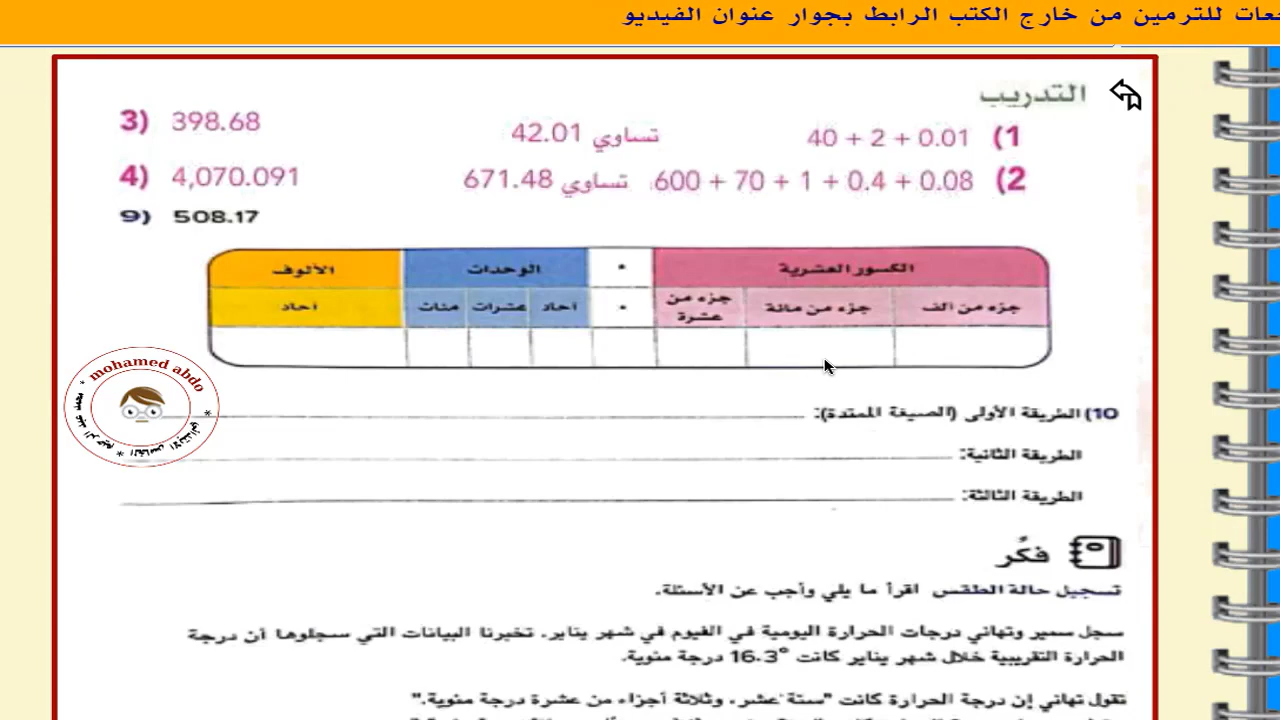 عات للترمين من خارج الكتب الرابط بجوار عنوان الفيديو
التدريب
1) 40 + 2 + 0.01 تساوي 42.01
3) 398.68
2) 600 + 70 + 1 + 0.4 + 0.08 تساوي 671.48
4) 4,070.091
9) 508.17
الألوف الوحدات • الكسور العشرية
آحاد مئات عشرات آحاد • جزء من عشرة جزء من مائة جزء من ألف
mohamed abdo
10) الطريقة الأولى (الصيغة الممتدة):
الطريقة الثانية:
الطريقة الثالثة:
فكّر
تسجيل حالة الطقس اقرأ ما يلي وأجب عن الأسئلة.
سجل سمير وتهاني درجات الحرارة اليومية في الفيوم في شهر يناير. تخبرنا البيانات التي سجلوها أن درجة
الحرارة التقريبية خلال شهر يناير كانت 16.3° درجة مئوية.
تقول تهاني إن درجة الحرارة كانت "ستة عشر، وثلاثة أجزاء من عشرة درجة مئوية."